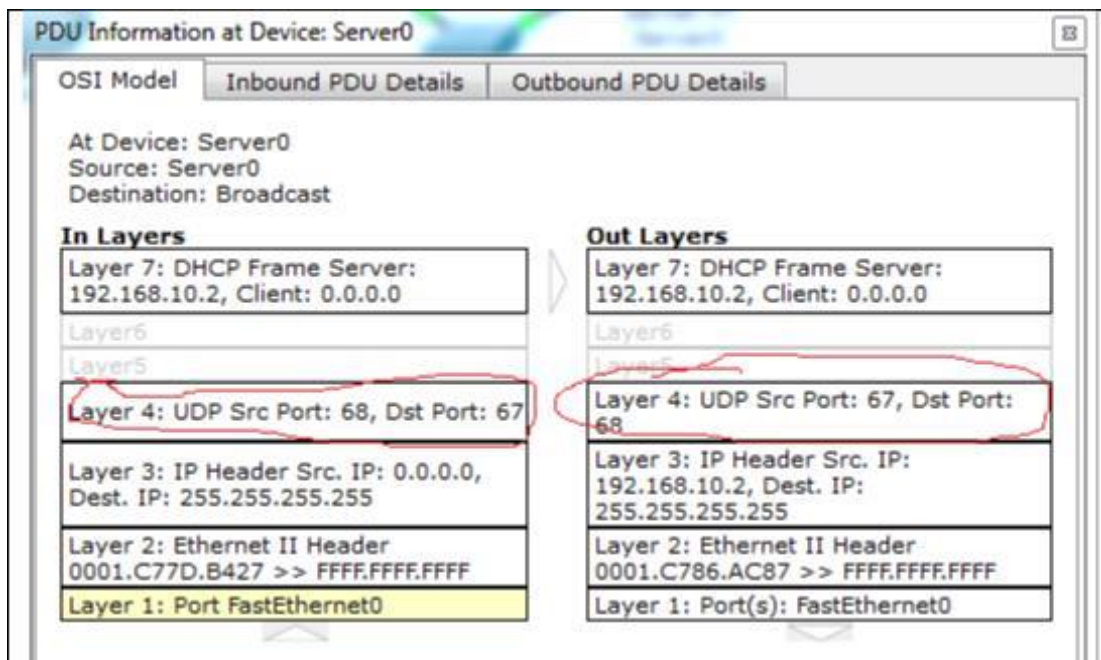 PDU Information at Device: Server0
OSI Model
Inbound PDU Details
Outbound PDU Details
At Device: Server0
Source: Server0
Destination: Broadcast
In Layers
Layer 7: DHCP Frame Server:
192.168.10.2, Client: 0.0.0.0
Layer6
Layer5
Layer 4: UDP Src Port: 68, Dst Port: 67
Layer 3: IP Header Src. IP: 0.0.0.0,
Dest. IP: 255.255.255.255
Layer 2: Ethernet II Header
0001.C77D.B427 >> FFFF.FFFF.FFFF
Layer 1: Port FastEthernet0
Out Layers
Layer 7: DHCP Frame Server:
192.168.10.2, Client: 0.0.0.0
Layer6
Layer5
Layer 4: UDP Src Port: 67, Dst Port:
68
Layer 3: IP Header Src. IP:
192.168.10.2, Dest. IP:
255.255.255.255
Layer 2: Ethernet II Header
0001.C786.AC87 >> FFFF.FFFF.FFFF
Layer 1: Port(s): FastEthernet0